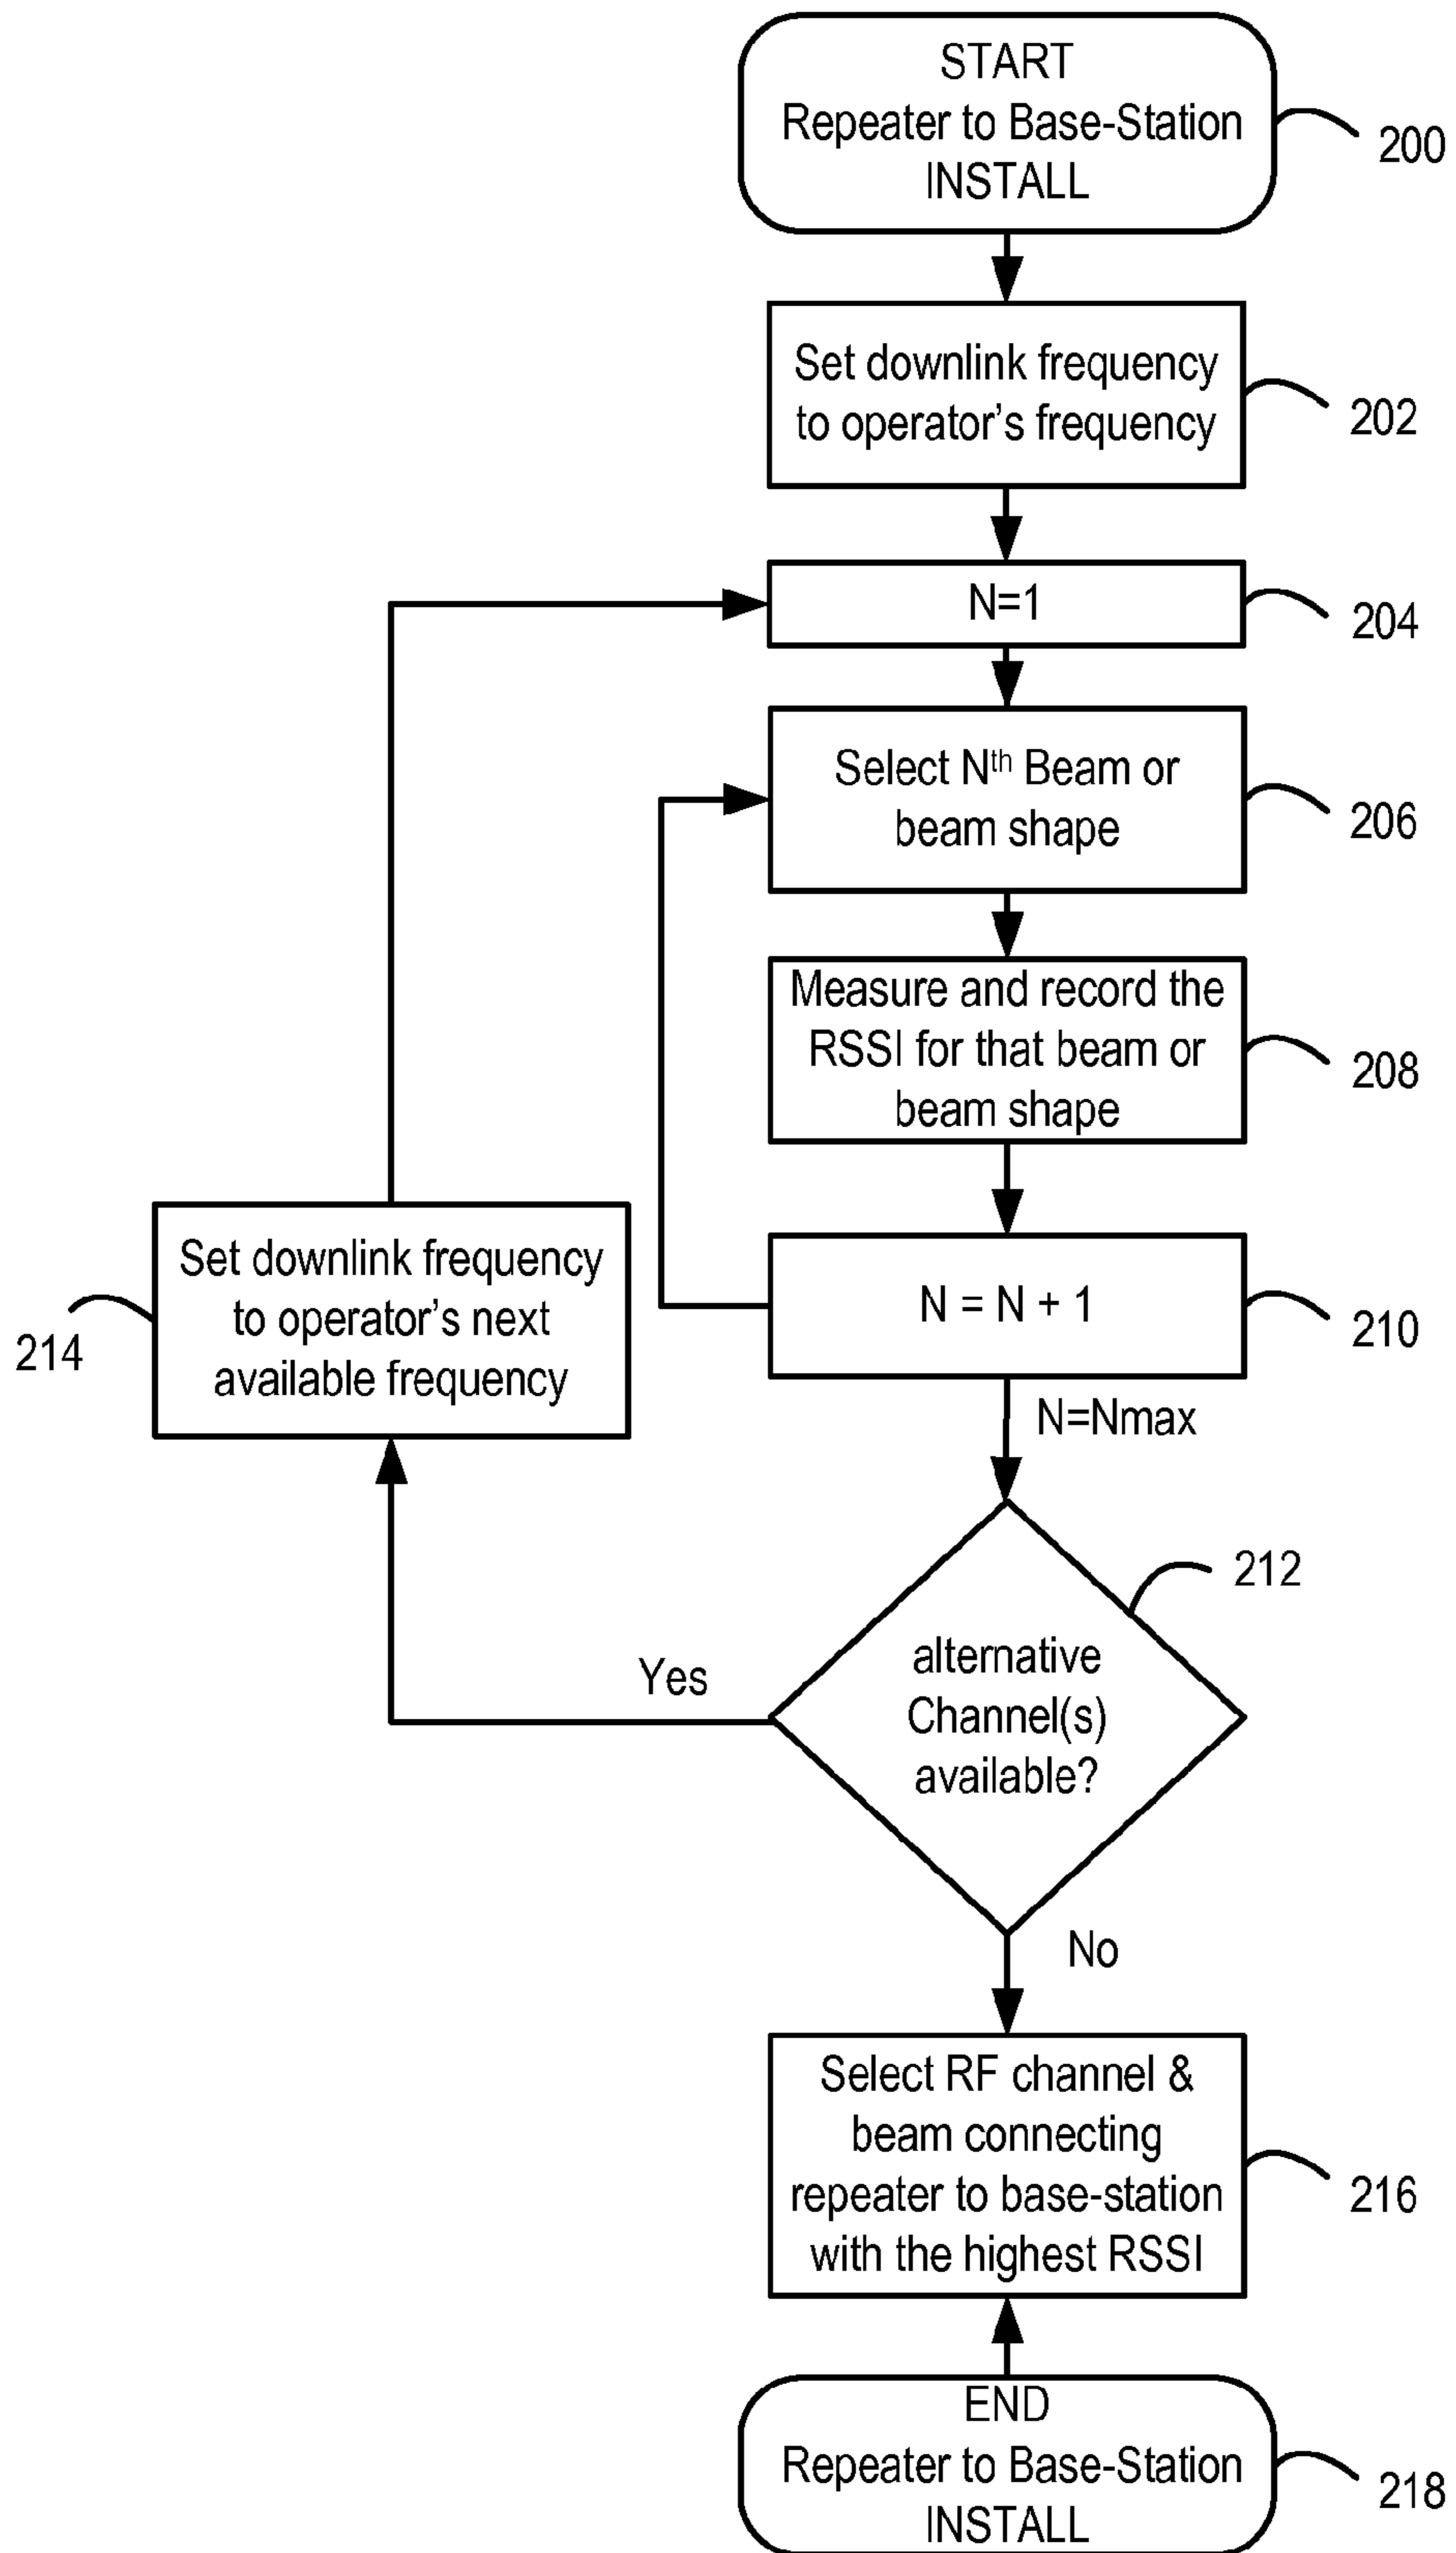 START
Repeater to Base-Station
INSTALL
200
Set downlink frequency
to operator's frequency
202
N=1
204
Select Nth Beam or
beam shape
206
Measure and record the
RSSI for that beam or
beam shape
208
Set downlink frequency
to operator's next
available frequency
214
N = N + 1
210
N=Nmax
212
alternative
Channel(s)
available?
Yes
No
Select RF channel &
beam connecting
repeater to base-station
with the highest RSSI
216
END
Repeater to Base-Station
INSTALL
218